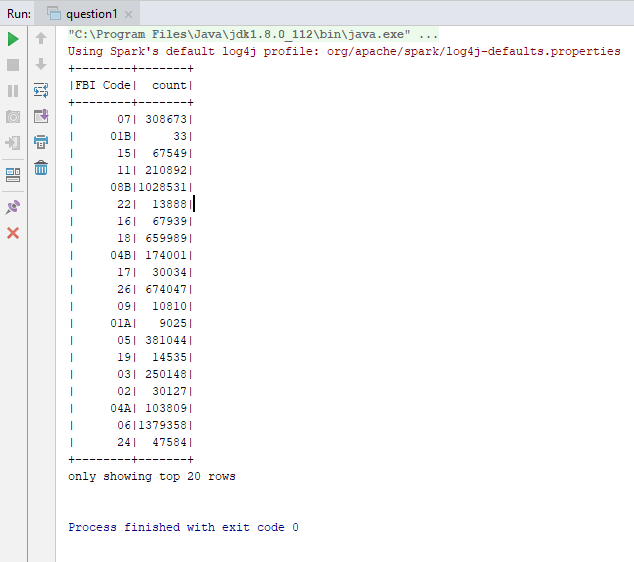 Run: question1
"C:\Program Files\Java\jdk1.8.0_112\bin\java.exe" ...
Using Spark's default log4j profile: org/apache/spark/log4j-defaults.properties
+--------+-------+
|FBI Code|  count|
+--------+-------+
|      07| 308673|
|     01B|     33|
|      15|  67549|
|      11| 210892|
|     08B|1028531|
|      22|  13888|
|      16|  67939|
|      18| 659989|
|     04B| 174001|
|      17|  30034|
|      26| 674047|
|      09|  10810|
|     01A|   9025|
|      05| 381044|
|      19|  14535|
|      03| 250148|
|      02|  30127|
|     04A| 103809|
|      06|1379358|
|      24|  47584|
+--------+-------+
only showing top 20 rows
Process finished with exit code 0